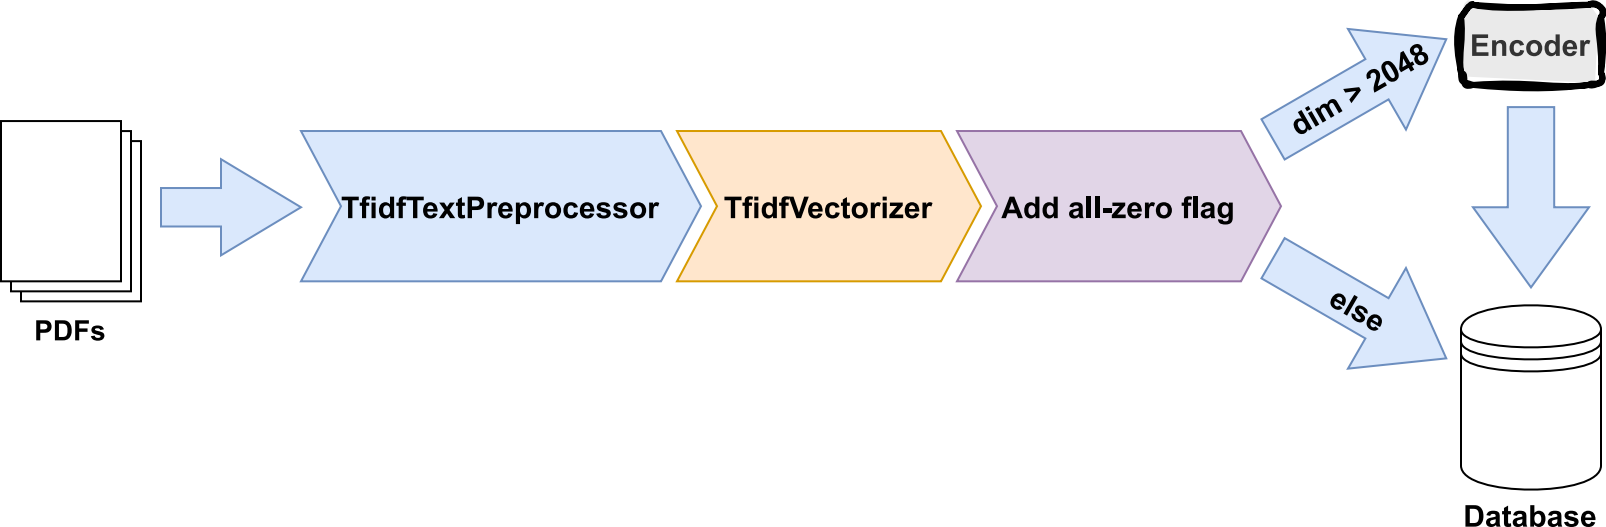 PDFs
TfidfTextPreprocessor
TfidfVectorizer
Add all-zero flag
dim > 2048
else
Encoder
Database